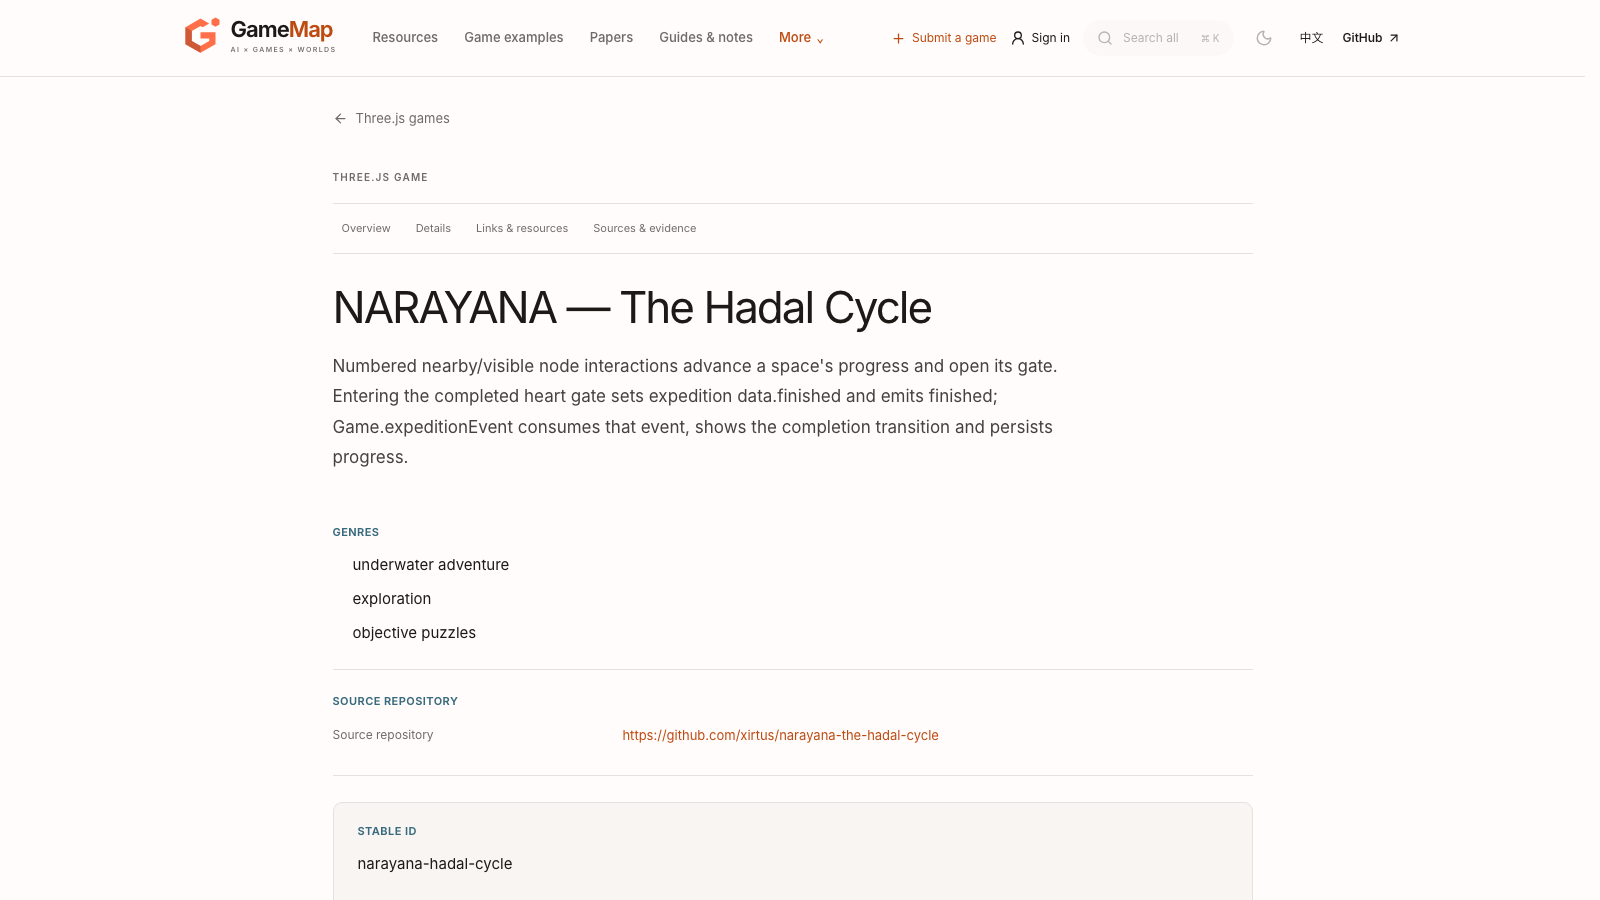 GameMap
AI × GAMES × WORLDS
Resources
Game examples
Papers
Guides & notes
More
Submit a game
Sign in
Search all
⌘ K
中文
GitHub
Three.js games
THREE.JS GAME
Overview
Details
Links & resources
Sources & evidence
NARAYANA — The Hadal Cycle
Numbered nearby/visible node interactions advance a space's progress and open its gate.
Entering the completed heart gate sets expedition data.finished and emits finished;
Game.expeditionEvent consumes that event, shows the completion transition and persists
progress.
GENRES
underwater adventure
exploration
objective puzzles
SOURCE REPOSITORY
Source repository
https://github.com/xirtus/narayana-the-hadal-cycle
STABLE ID
narayana-hadal-cycle